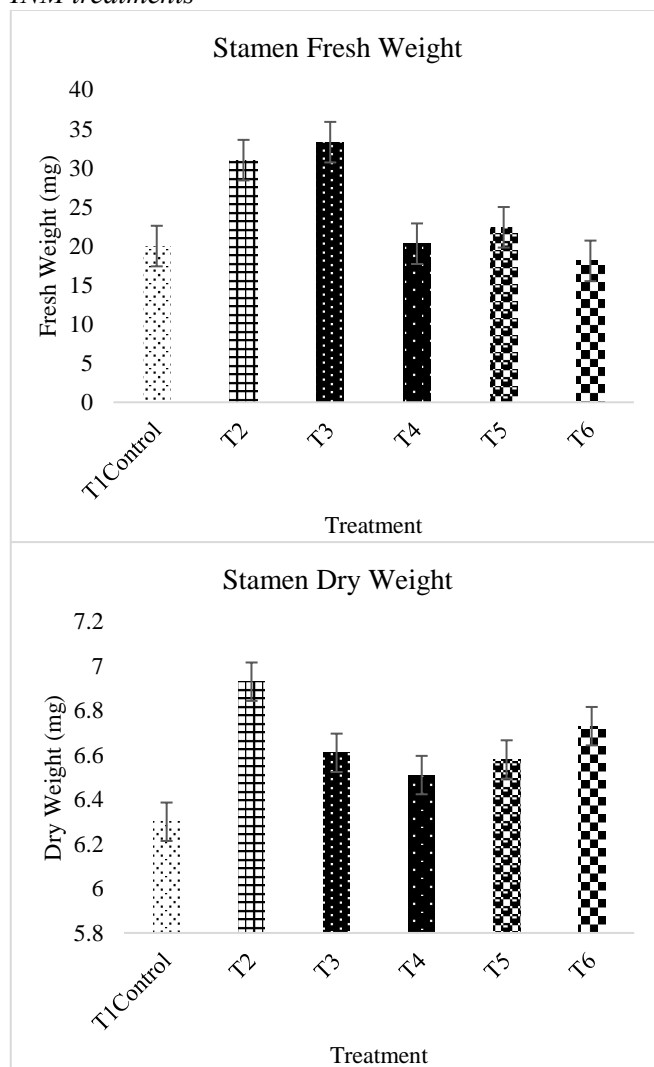 INM treatments
Stamen Fresh Weight
40
35
30
25
20
15
10
5
0
Fresh Weight (mg)
T1Control
T2
T3
T4
T5
T6
Treatment
Stamen Dry Weight
7.2
7
6.8
6.6
6.4
6.2
6
5.8
Dry Weight (mg)
T1Control
T2
T3
T4
T5
T6
Treatment